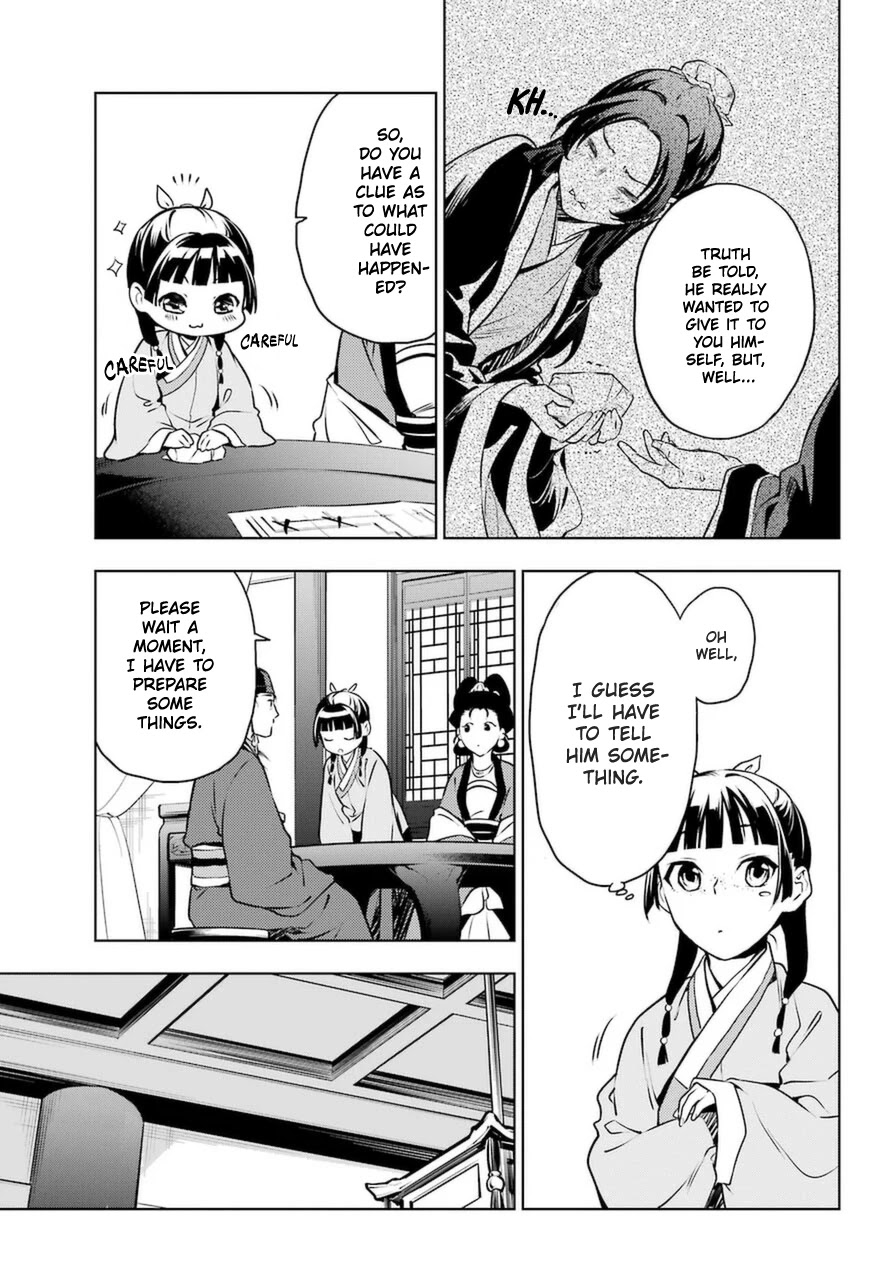 KH...
TRUTH
BE TOLD,
HE REALLY
WANTED TO
GIVE IT TO
YOU HIM-
SELF, BUT,
WELL...
SO,
DO YOU
HAVE A
CLUE AS
TO WHAT
COULD
HAVE
HAPPEN-
ED?
CAREFUL
CAREFUL
OH
WELL,
I GUESS
I'LL HAVE
TO TELL
HIM SOME-
THING.
PLEASE
WAIT A
MOMENT,
I HAVE TO
PREPARE
SOME
THINGS.